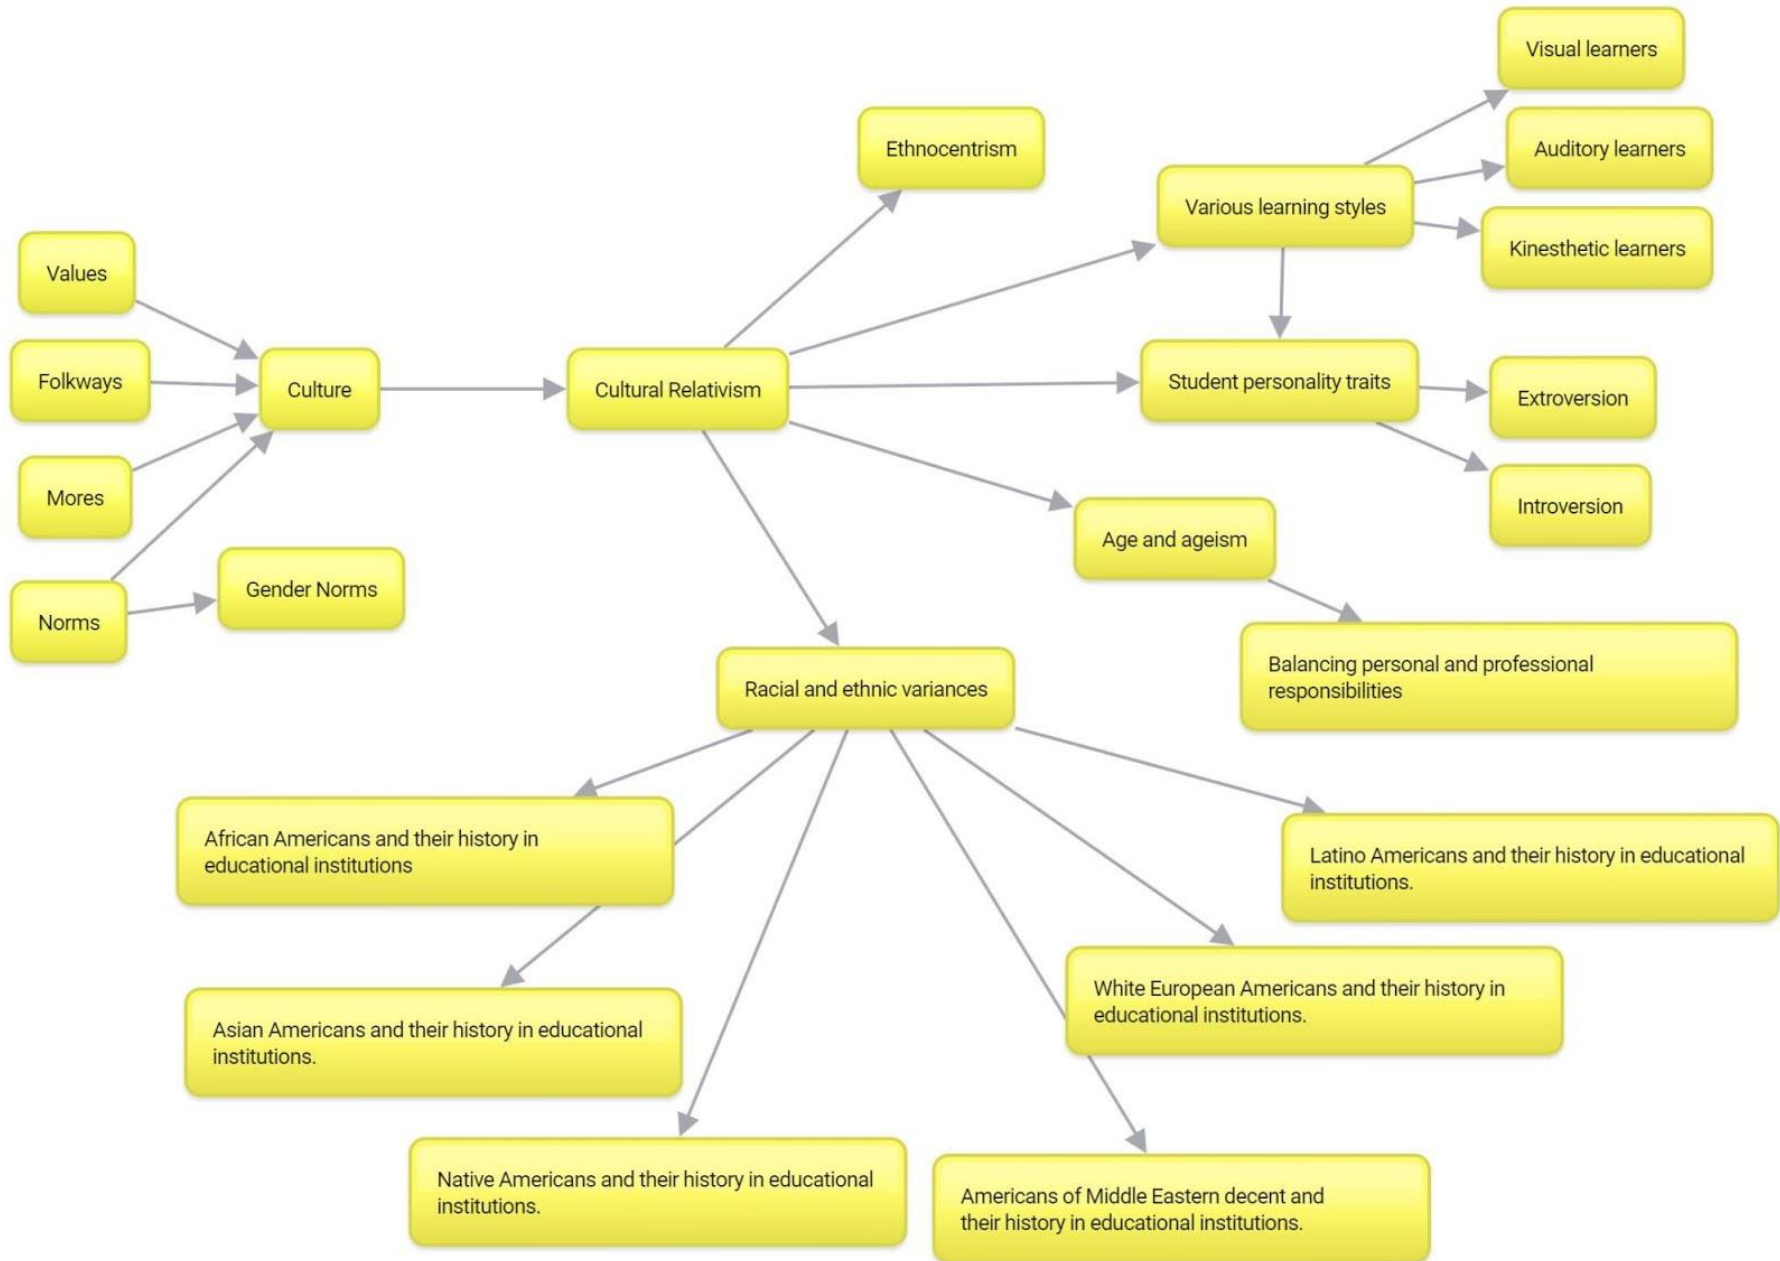 Visual learners
Ethnocentrism
Auditory learners
Various learning styles
Kinesthetic learners
Values
Folkways
Culture
Cultural Relativism
Student personality traits
Extroversion
Mores
Introversion
Age and ageism
Gender Norms
Norms
Balancing personal and professional
responsibilities
Racial and ethnic variances
African Americans and their history in
educational institutions
Latino Americans and their history in educational
institutions.
White European Americans and their history in
educational institutions.
Asian Americans and their history in educational
institutions.
Native Americans and their history in educational
institutions.
Americans of Middle Eastern decent and
their history in educational institutions.